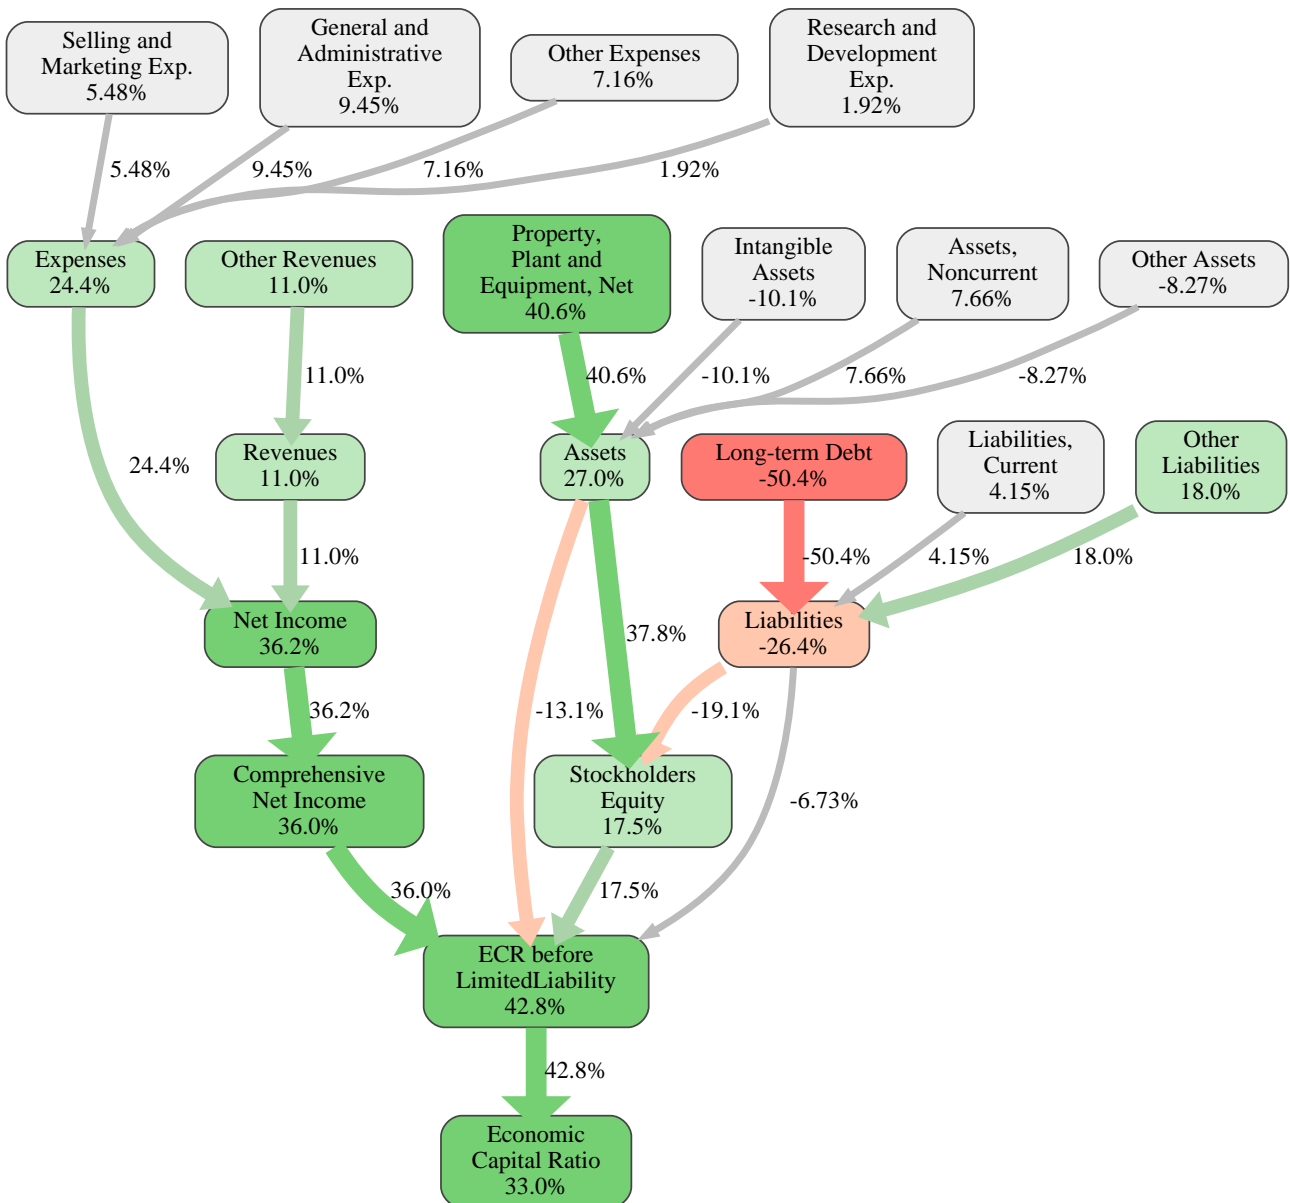 Selling and
Marketing Exp.
5.48%
General and
Administrative
Exp.
9.45%
Other Expenses
7.16%
Research and
Development
Exp.
1.92%
5.48%
9.45%
7.16%
1.92%
Expenses
24.4%
Other Revenues
11.0%
Property,
Plant and
Equipment, Net
40.6%
Intangible
Assets
-10.1%
Assets,
Noncurrent
7.66%
Other Assets
-8.27%
11.0%
40.6%
-10.1%
7.66%
-8.27%
24.4%
Revenues
11.0%
Assets
27.0%
Long-term Debt
-50.4%
Liabilities,
Current
4.15%
Other
Liabilities
18.0%
11.0%
-50.4%
4.15%
18.0%
Net Income
36.2%
37.8%
Liabilities
-26.4%
36.2%
-13.1%
-19.1%
Comprehensive
Net Income
36.0%
Stockholders
Equity
17.5%
-6.73%
36.0%
17.5%
ECR before
LimitedLiability
42.8%
42.8%
Economic
Capital Ratio
33.0%